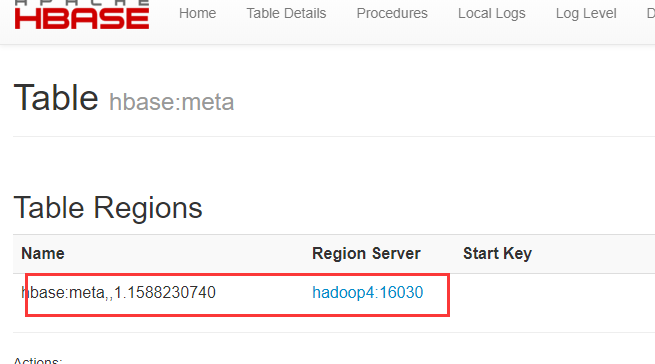 APACHE
HBASE
Home Table Details Procedures Local Logs Log Level D
Table hbase:meta
Table Regions
Name Region Server Start Key
hbase:meta,,1.1588230740 hadoop4:16030
Actions: